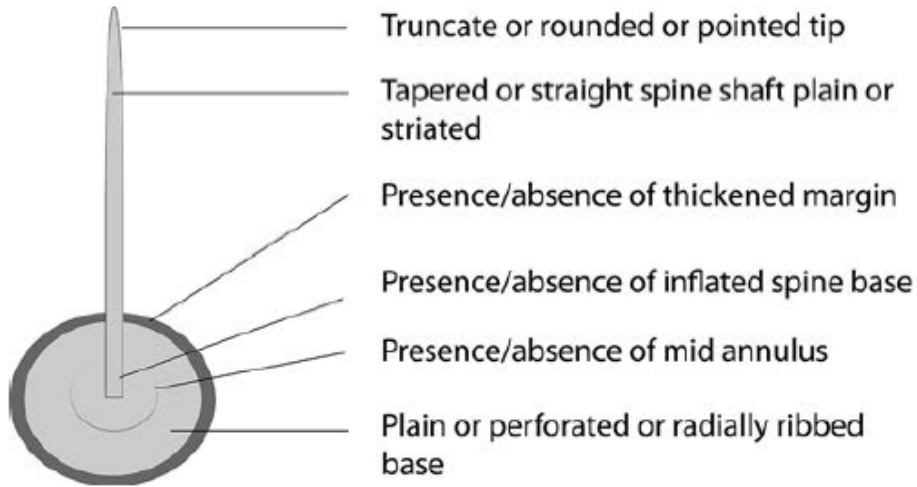 Truncate or rounded or pointed tip
Tapered or straight spine shaft plain or
striated
Presence/absence of thickened margin
Presence/absence of inflated spine base
Presence/absence of mid annulus
Plain or perforated or radially ribbed
base